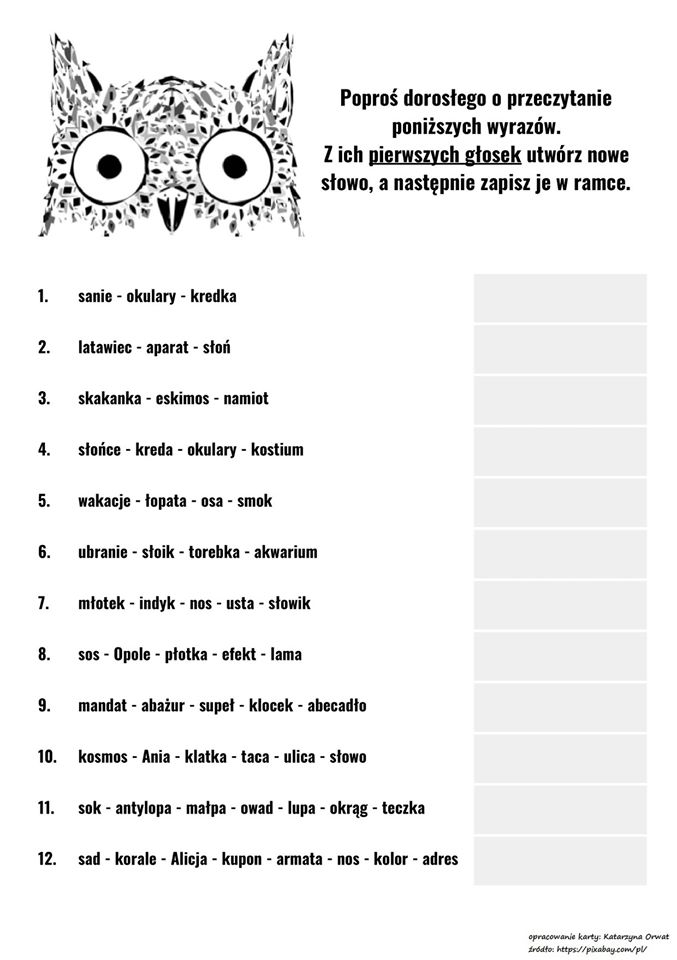 Poproś dorosłego o przeczytanie
poniższych wyrazów.
Z ich pierwszych głosek utwórz nowe
słowo, a następnie zapisz je w ramce.
1. sanie - okulary - kredka
2. latawiec - aparat - słoń
3. skakanka - eskimos - namiot
4. słońce - kreda - okulary - kostium
5. wakacje - łopata - osa - smok
6. ubranie - słoik - torebka - akwarium
7. młotek - indyk - nos - usta - słowik
8. sos - Opole - płotka - efekt - lama
9. mandat - abażur - supeł - klocek - abecadło
10. kosmos - Ania - klatka - taca - ulica - słowo
11. sok - antylopa - małpa - owad - lupa - okrąg - teczka
12. sad - korale - Alicja - kupon - armata - nos - kolor - adres
opracowanie karty: Katarzyna Orwat
źródło: https://pixabay.com/pl/